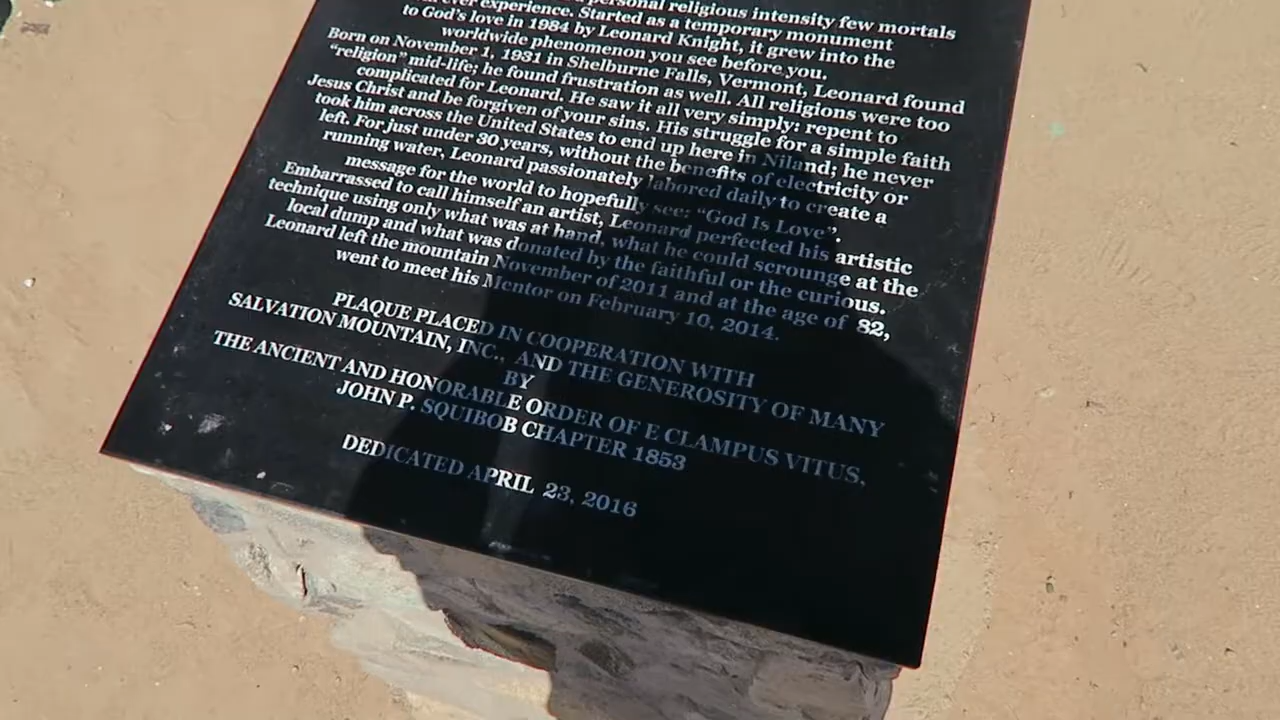 personal religious intensity few mortals
ever experience. Started as a temporary monument
to God's love in 1984 by Leonard Knight, it grew into the
worldwide phenomenon you see before you.
Born on November 1, 1931 in Shelburne Falls, Vermont, Leonard found
"religion" mid-life; he found frustration as well. All religions were too
complicated for Leonard. He saw it all very simply: repent to
Jesus Christ and be forgiven of your sins. His struggle for a simple faith
took him across the United States to end up here in Niland; he never
left. For just under 30 years, without the benefits of electricity or
running water, Leonard passionately labored daily to create a
message for the world to hopefully see: "God Is Love".
Embarrassed to call himself an artist, Leonard perfected his artistic
technique using only what was at hand, what he could scrounge at the
local dump and what was donated by the faithful or the curious.
Leonard left the mountain November of 2011 and at the age of 82,
went to meet his Mentor on February 10, 2014.
PLAQUE PLACED IN COOPERATION WITH
SALVATION MOUNTAIN, INC., AND THE GENEROSITY OF MANY
BY
THE ANCIENT AND HONORABLE ORDER OF E CLAMPUS VITUS,
JOHN P. SQUIBOB CHAPTER 1853
DEDICATED APRIL 23, 2016